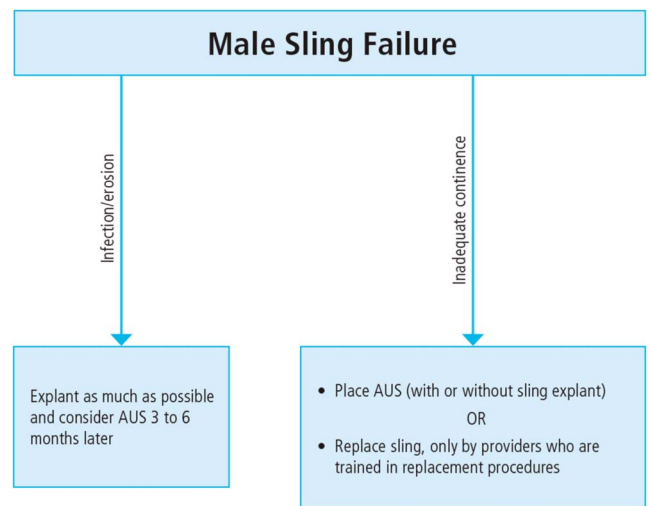 Male Sling Failure
Infection/erosion
Inadequate continence
Explant as much as possible
and consider AUS 3 to 6
months later
• Place AUS (with or without sling explant)
OR
• Replace sling, only by providers who are
trained in replacement procedures